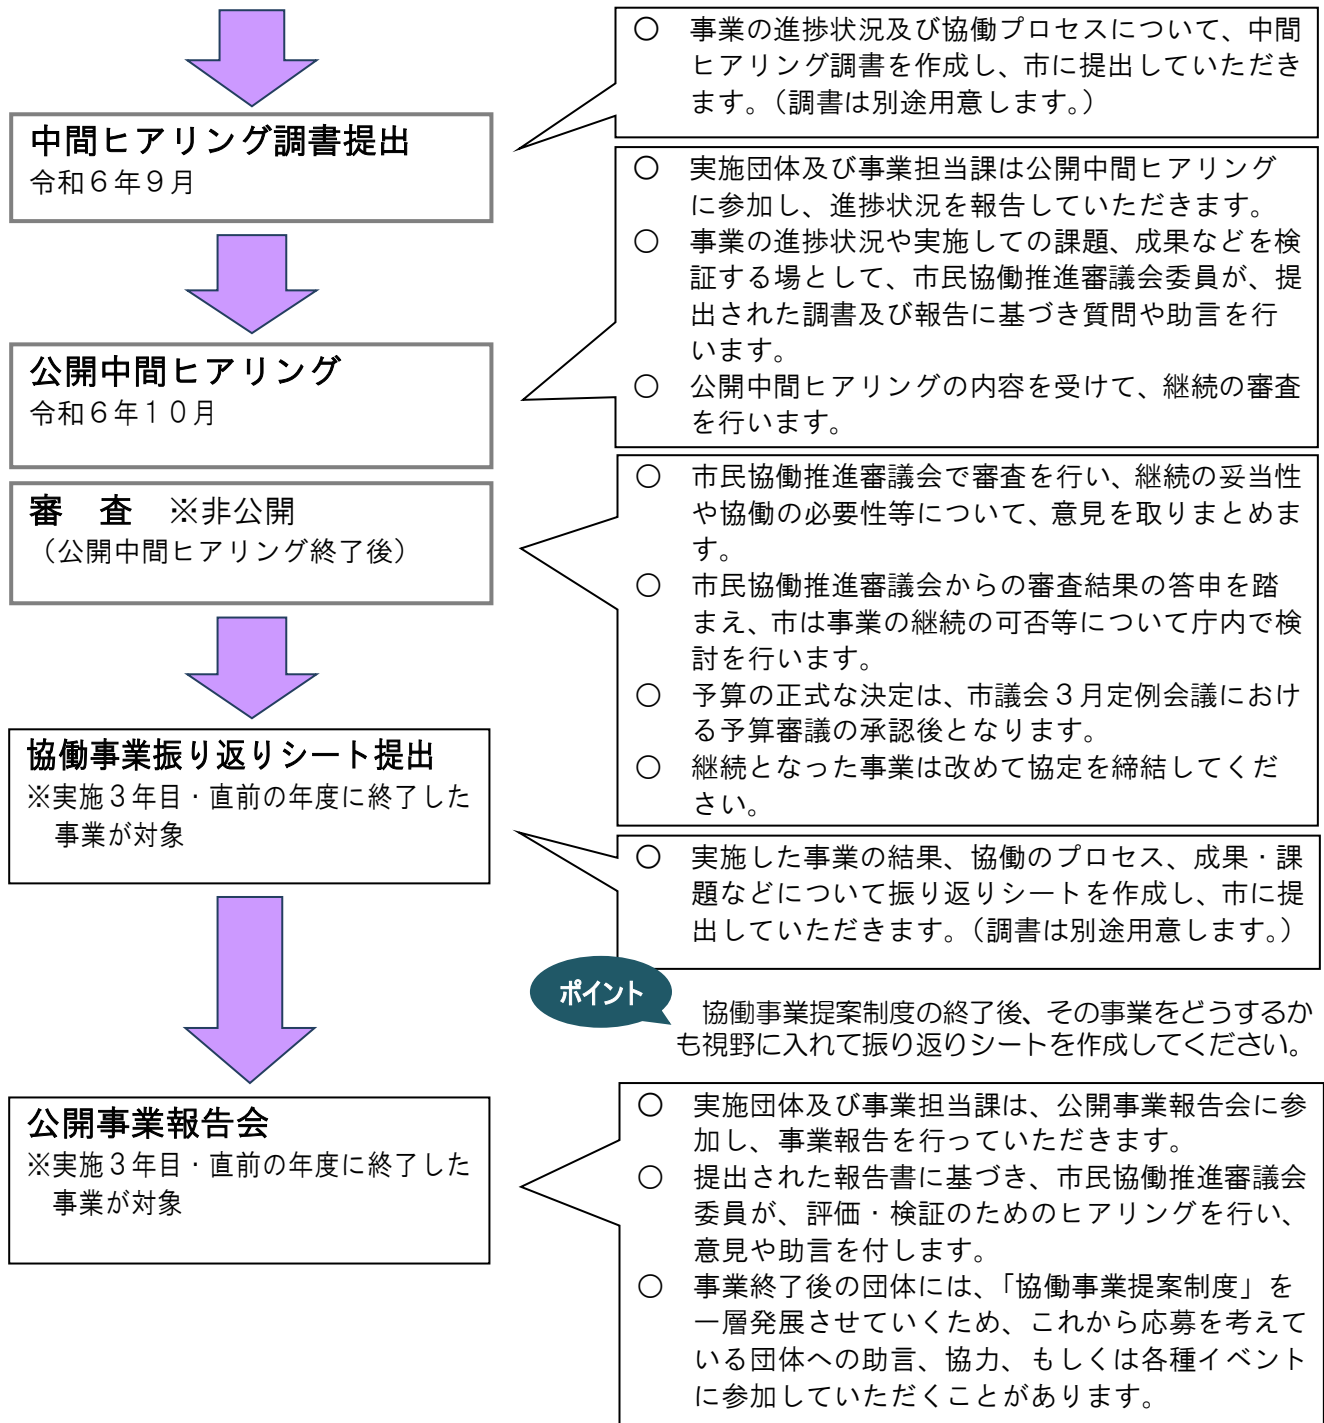 ○ 事業の進捗状況及び協働プロセスについて、中間
ヒアリング調書を作成し、市に提出していただき
ます。（調書は別途用意します。）
中間ヒアリング調書提出
令和６年９月
○ 実施団体及び事業担当課は公開中間ヒアリング
に参加し、進捗状況を報告していただきます。
○ 事業の進捗状況や実施しての課題、成果などを検
証する場として、市民協働推進審議会委員が、提
出された調書及び報告に基づき質問や助言を行
います。
○ 公開中間ヒアリングの内容を受けて、継続の審査
を行います。
公開中間ヒアリング
令和６年１０月
審 査 ※非公開
（公開中間ヒアリング終了後）
○ 市民協働推進審議会で審査を行い、継続の妥当性
や協働の必要性等について、意見を取りまとめま
す。
○ 市民協働推進審議会からの審査結果の答申を踏
まえ、市は事業の継続の可否等について庁内で検
討を行います。
○ 予算の正式な決定は、市議会３月定例会議におけ
る予算審議の承認後となります。
○ 継続となった事業は改めて協定を締結してくだ
さい。
協働事業振り返りシート提出
※実施３年目・直前の年度に終了した
事業が対象
○ 実施した事業の結果、協働のプロセス、成果・課
題などについて振り返りシートを作成し、市に提
出していただきます。（調書は別途用意します。）
ポイント
協働事業提案制度の終了後、その事業をどうするか
も視野に入れて振り返りシートを作成してください。
公開事業報告会
※実施３年目・直前の年度に終了した
事業が対象
○ 実施団体及び事業担当課は、公開事業報告会に参
加し、事業報告を行っていただきます。
○ 提出された報告書に基づき、市民協働推進審議会
委員が、評価・検証のためのヒアリングを行い、
意見や助言を付します。
○ 事業終了後の団体には、「協働事業提案制度」を
一層発展させていくため、これから応募を考えて
いる団体への助言、協力、もしくは各種イベント
に参加していただくことがあります。